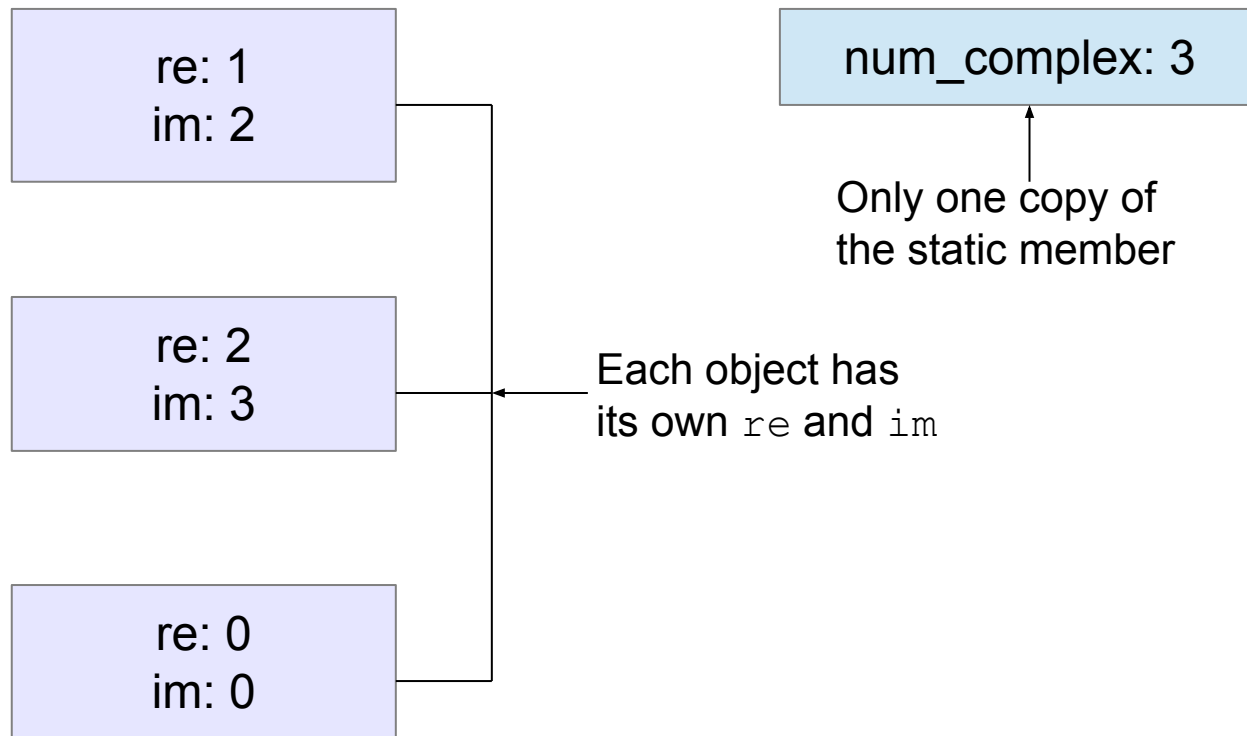 re: 1
im: 2
num_complex: 3
Only one copy of
the static member
re: 2
im: 3
Each object has
its own re and im
re: 0
im: 0